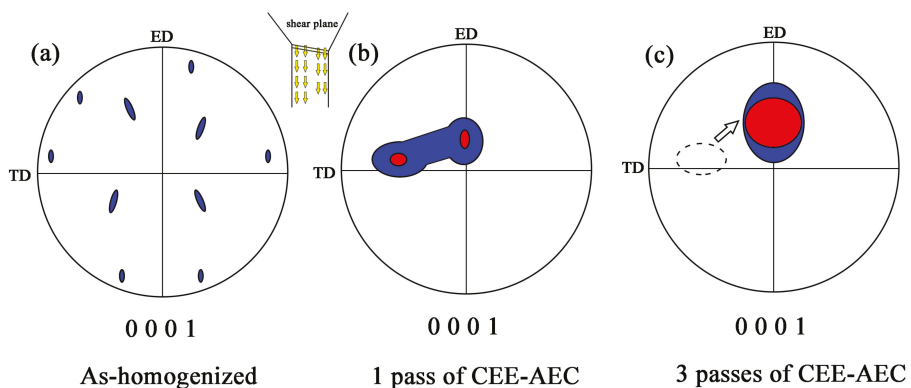 (a)
ED
TD
0 0 0 1
As-homogenized
shear plane
(b)
ED
TD
0 0 0 1
1 pass of CEE-AEC
(c)
ED
TD
0 0 0 1
3 passes of CEE-AEC